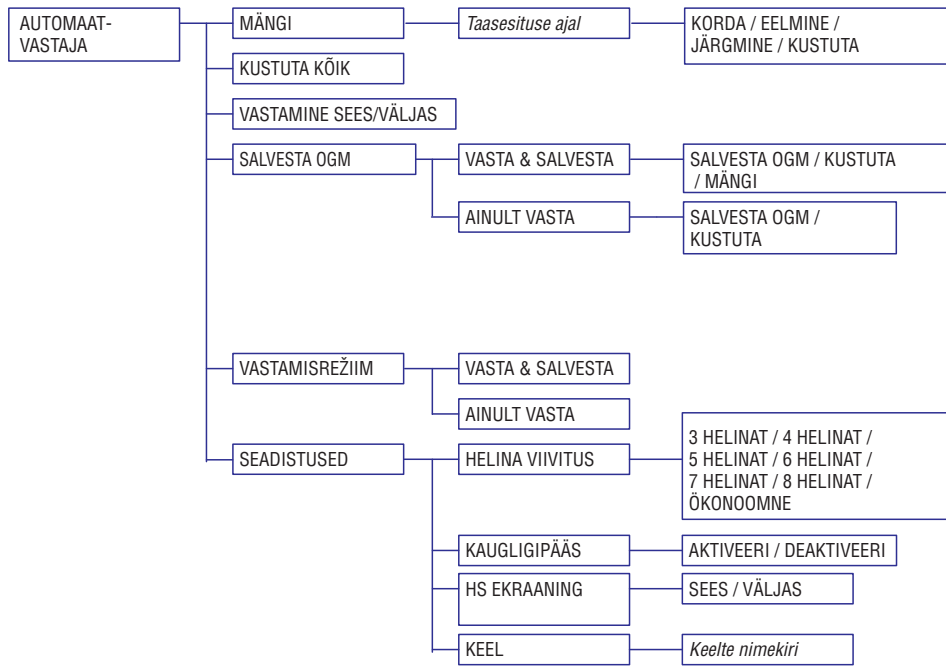 AUTOMAAT-
VASTAJA
MÄNGI
Taasesituse ajal
KORDA / EELMINE /
JÄRGMINE / KUSTUTA
KUSTUTA KÕIK
VASTAMINE SEES/VÄLJAS
SALVESTA OGM
VASTA & SALVESTA
SALVESTA OGM / KUSTUTA
/ MÄNGI
AINULT VASTA
SALVESTA OGM /
KUSTUTA
VASTAMISREŽIIM
VASTA & SALVESTA
AINULT VASTA
SEADISTUSED
HELINA VIIVITUS
3 HELINAT / 4 HELINAT /
5 HELINAT / 6 HELINAT /
7 HELINAT / 8 HELINAT /
ÖKONOOMNE
KAUGLIGIPÄÄS
AKTIVEERI / DEAKTIVEERI
HS EKRAANING
SEES / VÄLJAS
KEEL
Keelte nimekiri